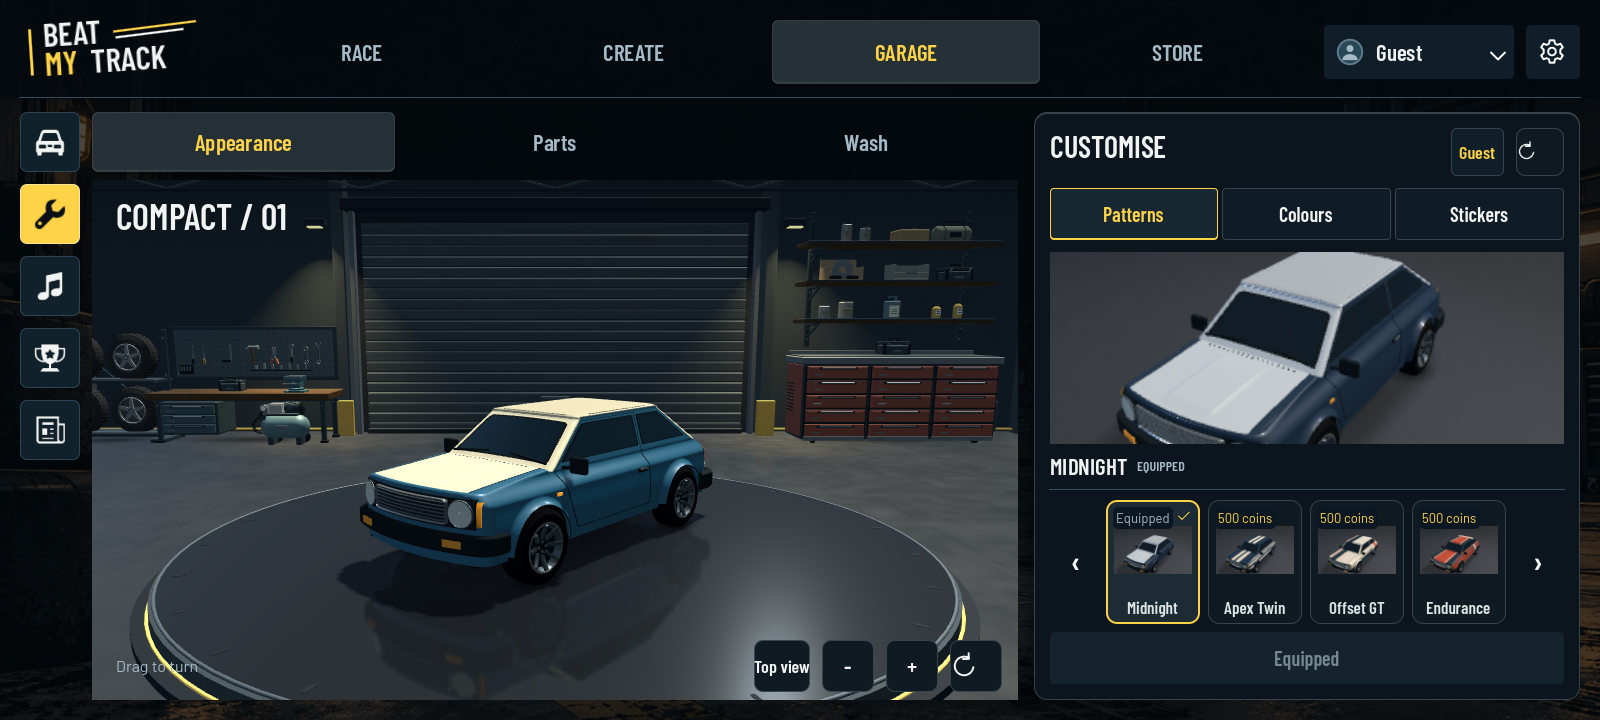 BEAT
MY TRACK
RACE
CREATE
GARAGE
STORE
Guest
Appearance
Parts
Wash
COMPACT / 01
Drag to turn
Top view
-
+
CUSTOMISE
Guest
Patterns
Colours
Stickers
MIDNIGHT EQUIPPED
Equipped
500 coins
500 coins
500 coins
‹
›
Midnight
Apex Twin
Offset GT
Endurance
Equipped